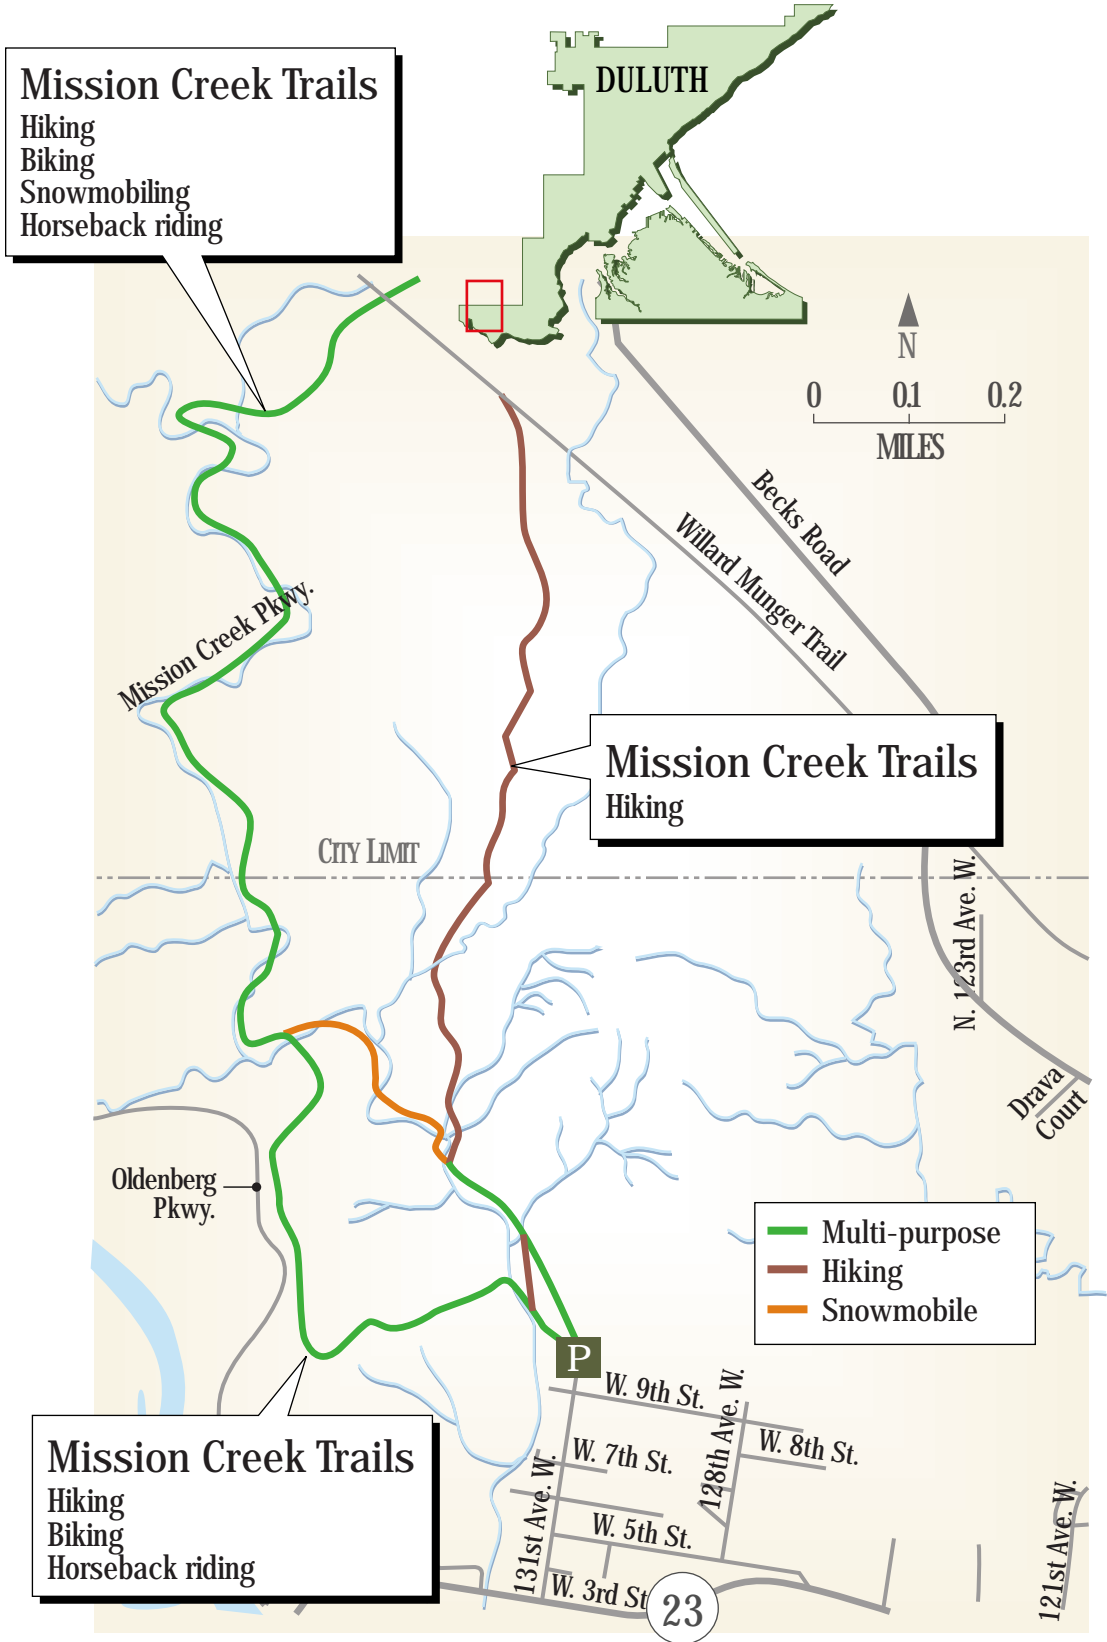 DULUTH
Mission Creek Trails
Hiking
Biking
Snowmobiling
Horseback riding
N
0 0.1 0.2
MILES
Becks Road
Willard Munger Trail
Mission Creek Pkwy.
Mission Creek Trails
Hiking
CITY LIMIT
N. 123rd Ave. W.
Drava
Court
Oldenberg
Pkwy.
Multi-purpose
Hiking
Snowmobile
P
W. 9th St.
128th Ave. W.
W. 8th St.
W. 7th St.
Mission Creek Trails
Hiking
Biking
Horseback riding
131st Ave. W.
W. 5th St.
121st Ave. W.
W. 3rd St
23